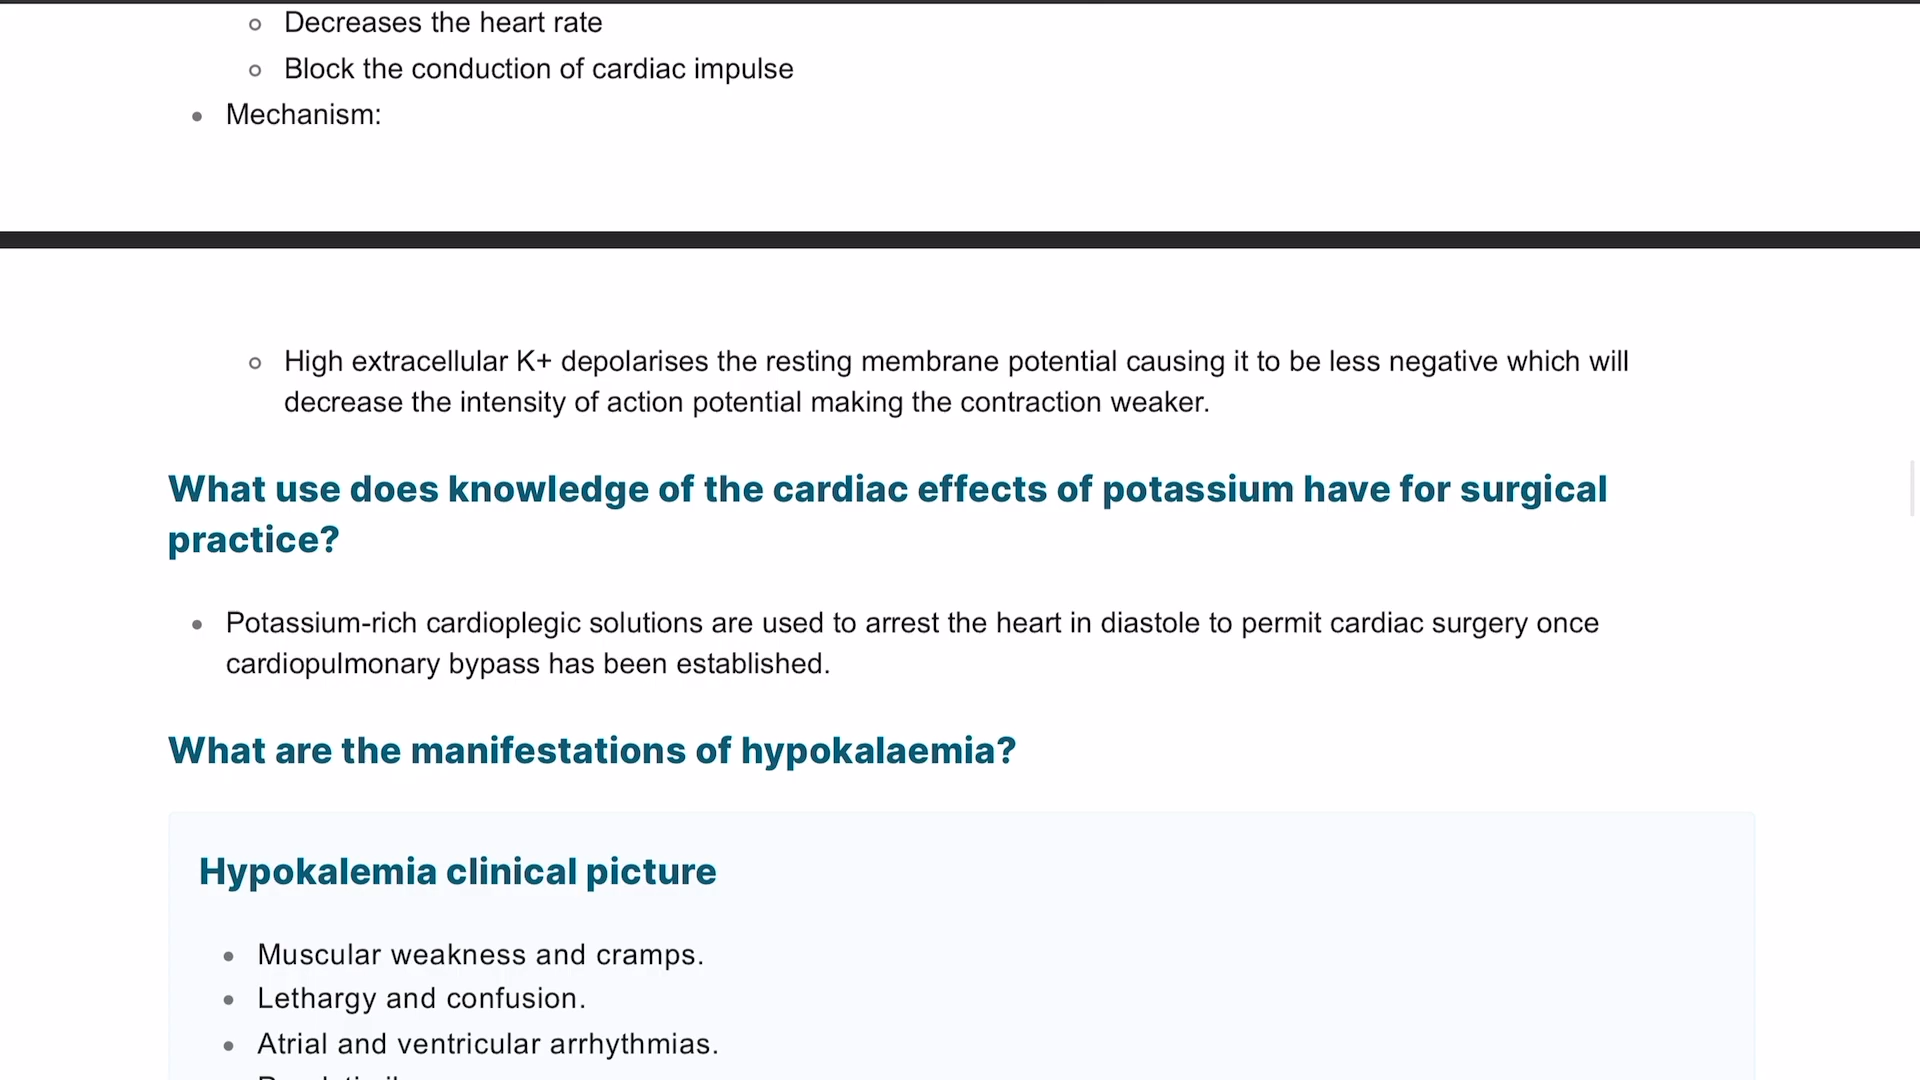 Decreases the heart rate
Block the conduction of cardiac impulse
Mechanism:
High extracellular K+ depolarises the resting membrane potential causing it to be less negative which will
decrease the intensity of action potential making the contraction weaker.
What use does knowledge of the cardiac effects of potassium have for surgical
practice?
Potassium-rich cardioplegic solutions are used to arrest the heart in diastole to permit cardiac surgery once
cardiopulmonary bypass has been established.
What are the manifestations of hypokalaemia?
Hypokalemia clinical picture
Muscular weakness and cramps.
Lethargy and confusion.
Atrial and ventricular arrhythmias.